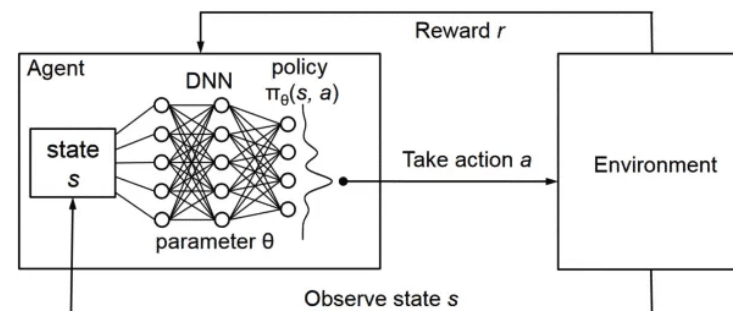 Reward r
Agent
DNN
policy
πθ(s, a)
state
s
Take action a
Environment
parameter θ
Observe state s